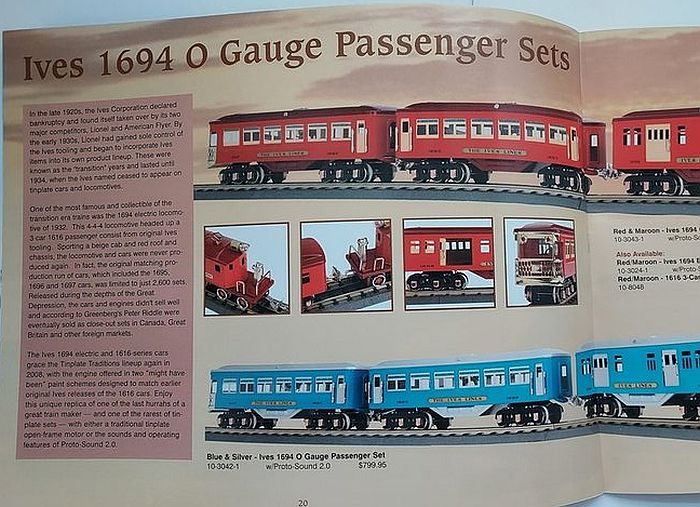 Ives 1694 O Gauge Passenger Sets
In the late 1920s, the Ives Corporation declared
bankruptcy and found itself taken over by its two
major competitors, Lionel and American Flyer. By
the early 1930s, Lionel had gained sole control of
the Ives tooling and began to incorporate Ives
items into its own product lineup. These were
known as the "transition" years and lasted until
1934, when the Ives named ceased to appear on
tinplate cars and locomotives.
One of the most famous and collectible of the
transition era trains was the 1694 electric locomo-
tive of 1932. This 4-4-4 locomotive headed up a
3-car 1616 passenger consist from original Ives
tooling. Sporting a beige cab and red roof and
chassis, the locomotive and cars were never pro-
duced again. In fact, the original matching pro-
duction run of cars, which included the 1695,
1696 and 1697 cars, was limited to just 2,600 sets.
Released during the depths of the Great
Depression, the cars and engines didn't sell well
and according to Greenberg's Peter Riddle were
eventually sold as close-out sets in Canada, Great
Britain and other foreign markets.
The Ives 1694 electric and 1616-series cars
grace the Tinplate Traditions lineup again in
2008, with the engine offered in two "might have
been" paint schemes designed to match earlier
original Ives releases of the 1616 cars. Enjoy
this unique replica of one of the last hurrahs of a
great train maker — and one of the rarest of tin-
plate sets — with either a traditional tinplate
open-frame motor or the sounds and operating
features of Proto-Sound 2.0.
THE IVES LINES
THE IVES LINES
Red & Maroon - Ives 1694
10-3043-1 w/Proto-So
Also Available:
Red/Maroon - Ives 1694 E
10-3024-1 w/Proto-
Red/Maroon - 1616 3-Car
10-8048
THE IVES LINES
THE IVES LINES
IVES LINES
Blue & Silver - Ives 1694 O Gauge Passenger Set
10-3042-1 w/Proto-Sound 2.0 $799.95
20